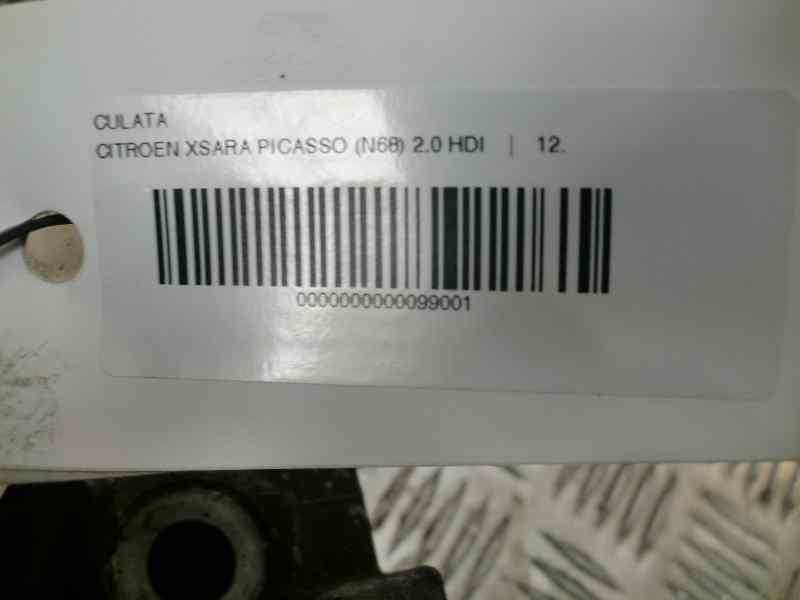 CULATA
CITROEN XSARA PICASSO (N68) 2.0 HDI | 12.
0000000000099001